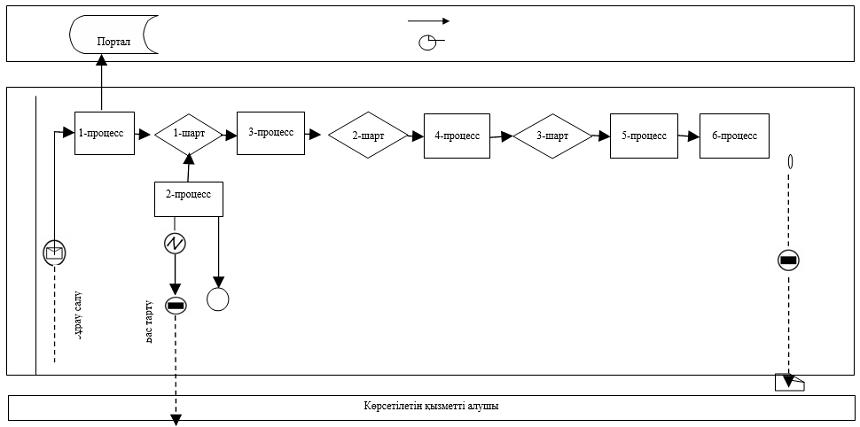 Портал
1-процесс
1-шарт
3-процесс
2-шарт
4-процесс
3-шарт
5-процесс
6-процесс
2-процесс
салу
тарту
Көрсетілетін қызметті алушы